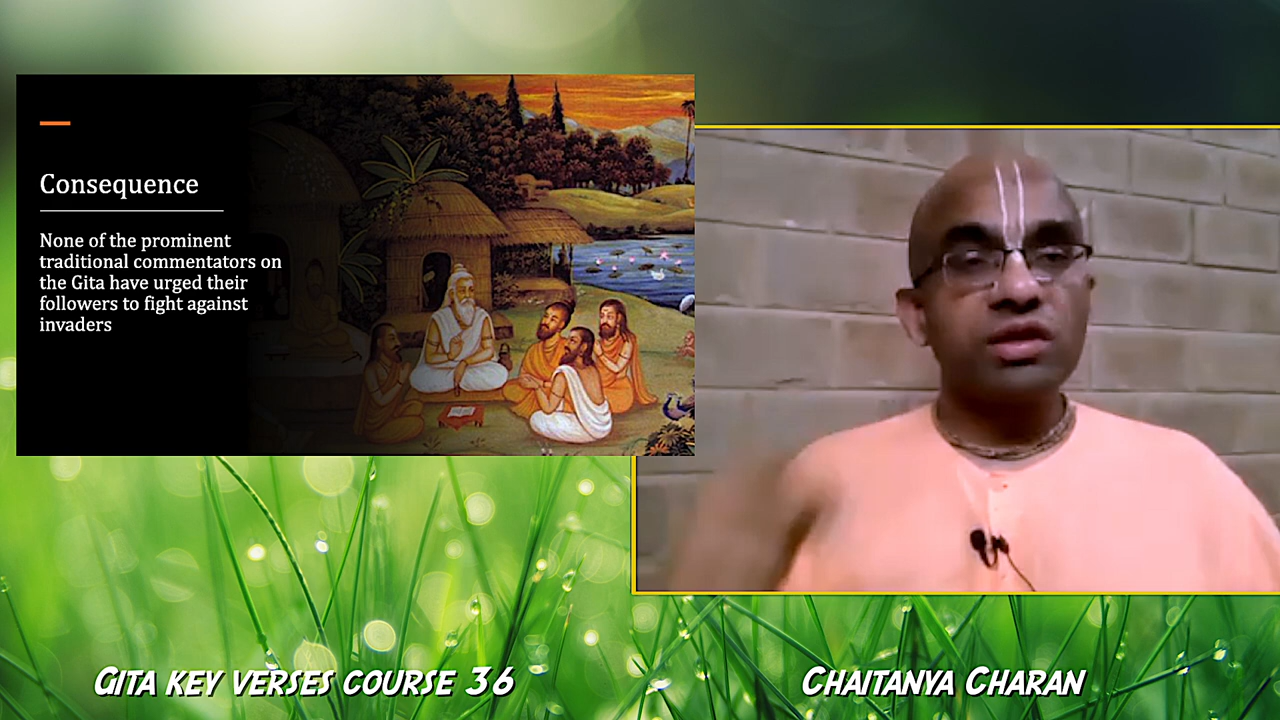 Consequence
None of the prominent
traditional commentators on
the Gita have urged their
followers to fight against
invaders
GITA KEY VERSES COURSE 36
CHAITANYA CHARAN